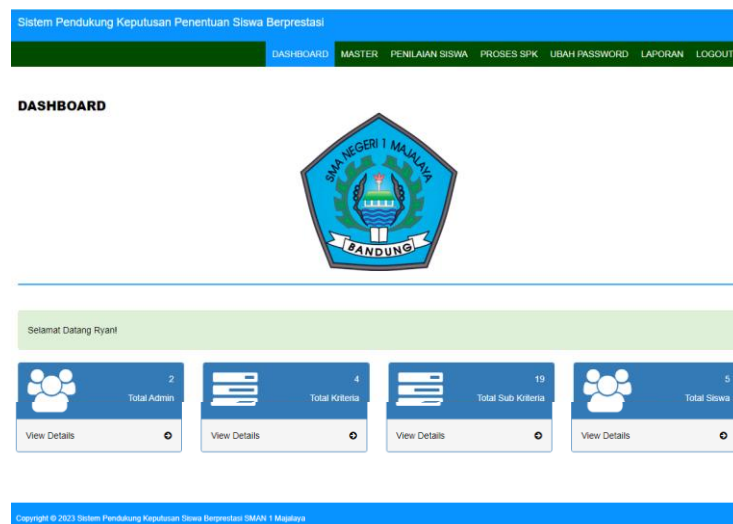 Sistem Pendukung Keputusan Penentuan Siswa Berprestasi
DASHBOARD MASTER PENILAIAN SISWA PROSES SPK UBAH PASSWORD LAPORAN LOGOUT
DASHBOARD
SMA NEGERI 1 MAJALAYA
BANDUNG
Selamat Datang Ryan!
2
Total Admin
View Details
4
Total Kriteria
View Details
19
Total Sub Kriteria
View Details
5
Total Siswa
View Details
Copyright © 2023 Sistem Pendukung Keputusan Siswa Berprestasi SMAN 1 Majalaya